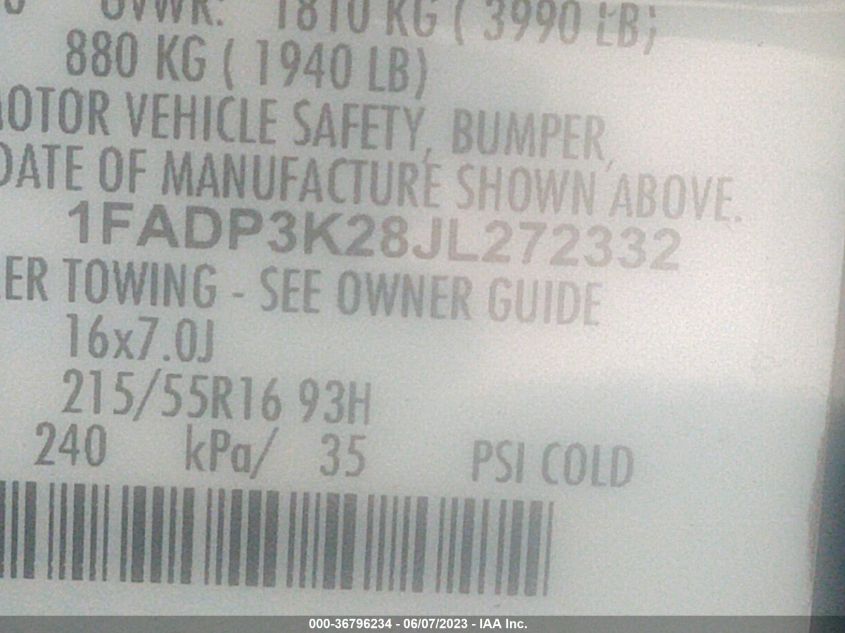 GVWR: 1810 KG ( 3990 LB);
880 KG ( 1940 LB)
MOTOR VEHICLE SAFETY, BUMPER,
DATE OF MANUFACTURE SHOWN ABOVE.
1FADP3K28JL272332
ER TOWING - SEE OWNER GUIDE
16x7.0J
215/55R16 93H
240 kPa/ 35 PSI COLD
000-36796234 - 06/07/2023 - IAA Inc.